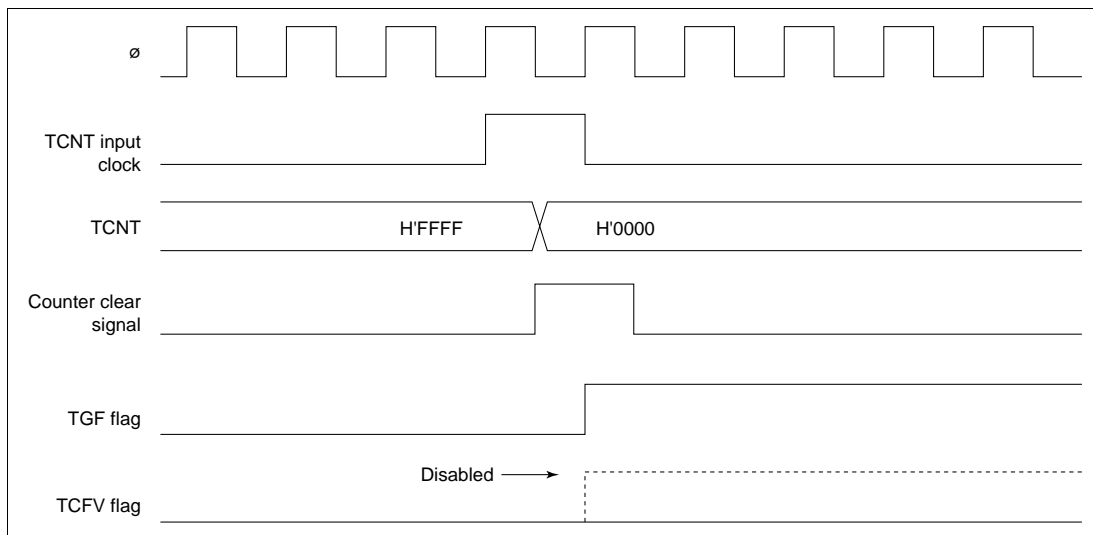 ø
TCNT input
clock
TCNT
H'FFFF
H'0000
Counter clear
signal
TGF flag
Disabled
TCFV flag